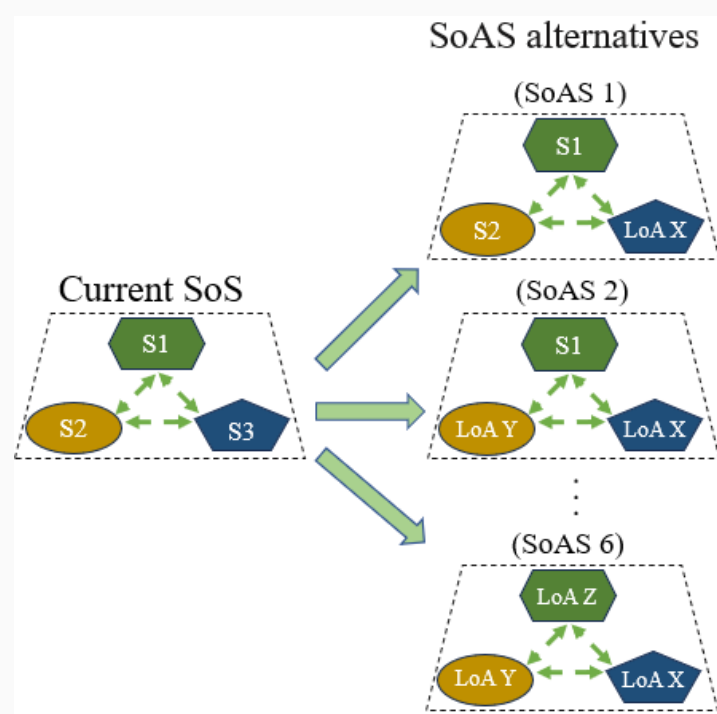 SoAS alternatives
(SoAS 1)
S1
S2
LoA X
Current SoS
S1
S2
S3
(SoAS 2)
S1
LoA Y
LoA X
(SoAS 6)
LoA Z
LoA Y
LoA X